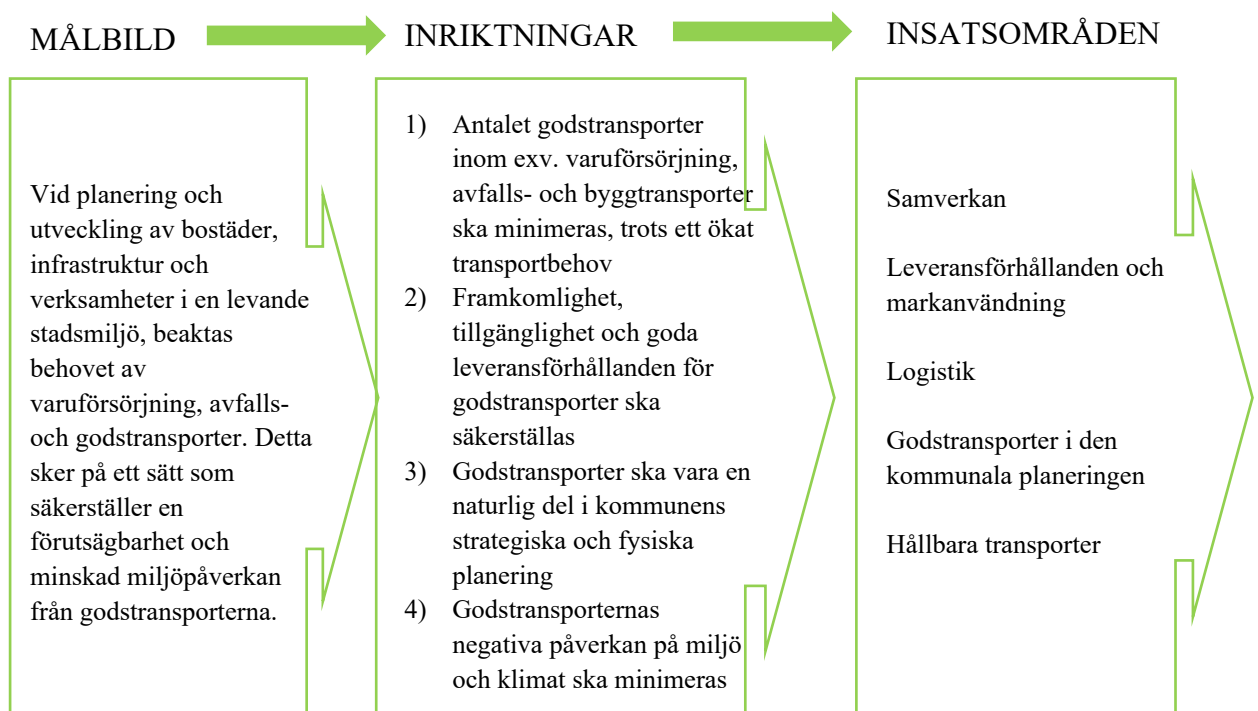 MÅLBILD
INRIKTNINGAR
INSATSOMRÅDEN
Vid planering och
utveckling av bostäder,
infrastruktur och
verksamheter i en levande
stadsmiljö, beaktas
behovet av
varuförsörjning, avfalls-
och godstransporter. Detta
sker på ett sätt som
säkerställer en
förutsägbarhet och
minskad miljöpåverkan
från godstransporterna.
1) Antalet godstransporter
inom exv. varuförsörjning,
avfalls- och byggtransporter
ska minimeras, trots ett ökat
transportbehov
2) Framkomlighet,
tillgänglighet och goda
leveransförhållanden för
godstransporter ska
säkerställas
3) Godstransporter ska vara en
naturlig del i kommunens
strategiska och fysiska
planering
4) Godstransporternas
negativa påverkan på miljö
och klimat ska minimeras
Samverkan
Leveransförhållanden och
markanvändning
Logistik
Godstransporter i den
kommunala planeringen
Hållbara transporter